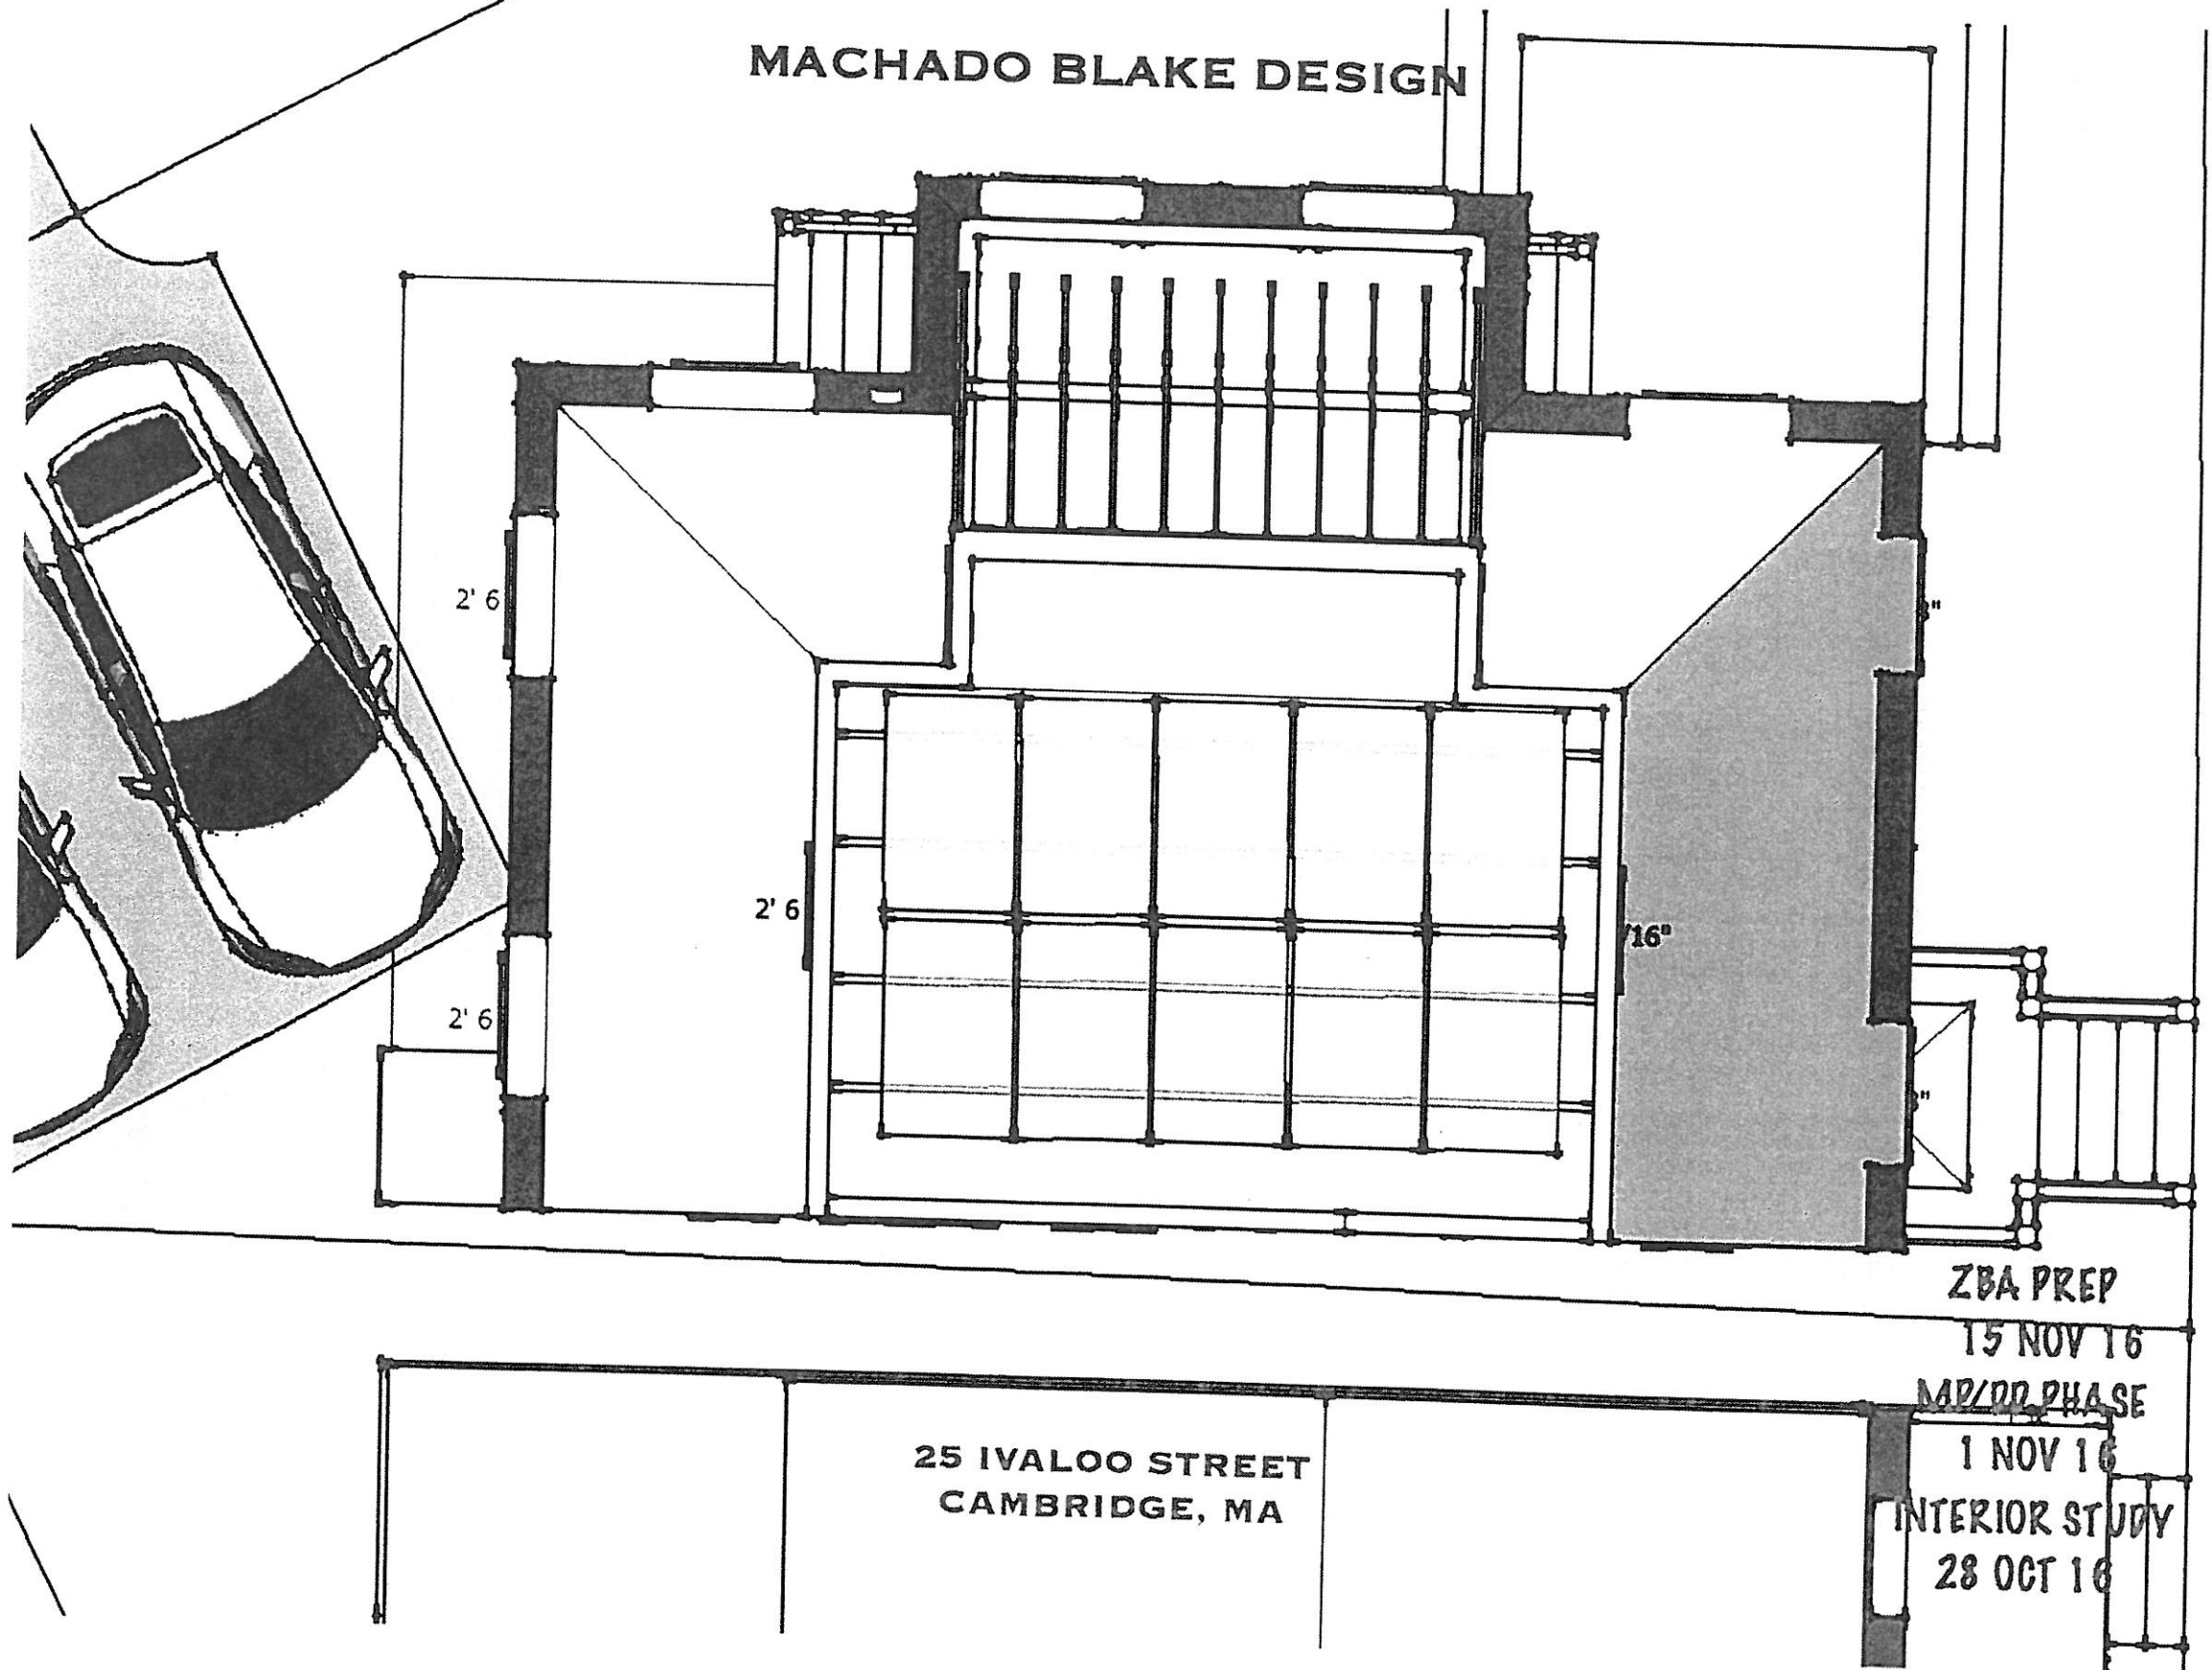 MACHADO BLAKE DESIGN
2' 6
"
2' 6
/16"
2' 6
"
ZBA PREP
15 NOV 16
PHASE
1 NOV 16
25 IVALOO STREET
CAMBRIDGE, MA
INTERIOR STUDY
28 OCT 16